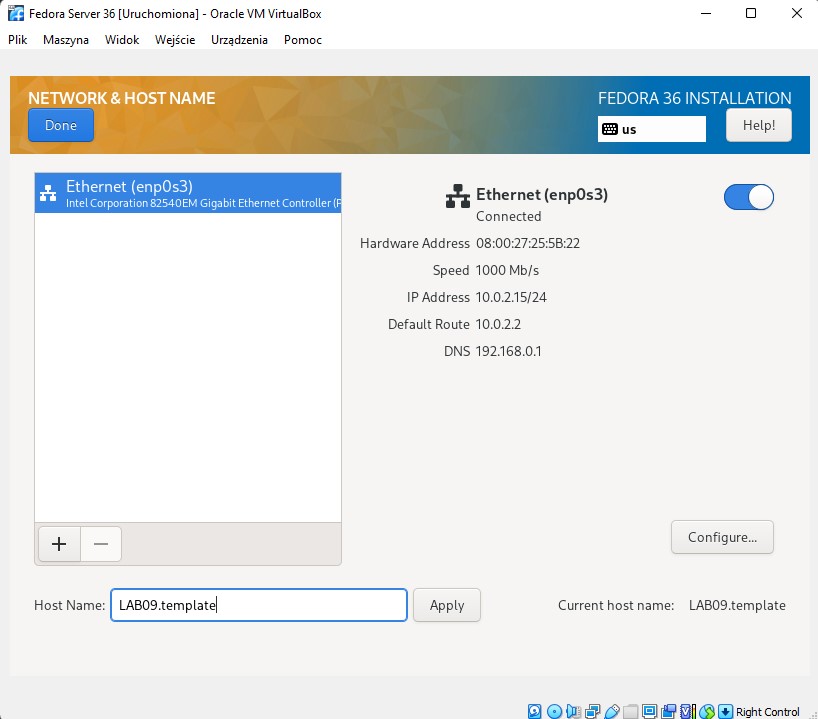 Fedora Server 36 [Uruchomiona] - Oracle VM VirtualBox
Plik Maszyna Widok Wejście Urządzenia Pomoc
NETWORK & HOST NAME
FEDORA 36 INSTALLATION
Done
us
Help!
Ethernet (enp0s3)
Intel Corporation 82540EM Gigabit Ethernet Controller (P
Ethernet (enp0s3)
Connected
Hardware Address 08:00:27:25:5B:22
Speed 1000 Mb/s
IP Address 10.0.2.15/24
Default Route 10.0.2.2
DNS 192.168.0.1
+ −
Configure...
Host Name: LAB09.template Apply Current host name: LAB09.template
Right Control